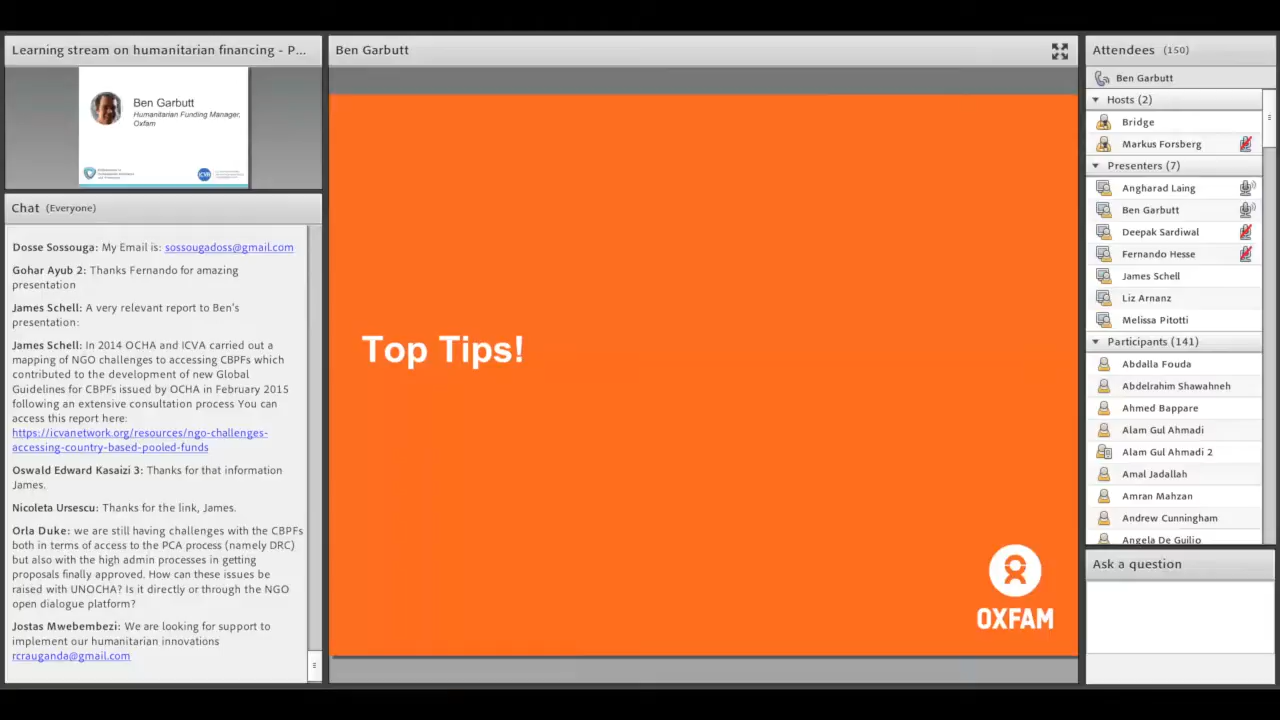 Learning stream on humanitarian financing - P...
Ben Garbutt
Humanitarian Funding Manager,
Oxfam
ICVA
Chat (Everyone)
Dosse Sossouga: My Email is: sossougadoss@gmail.com
Gohar Ayub 2: Thanks Fernando for amazing
presentation
James Schell: A very relevant report to Ben's
presentation:
James Schell: In 2014 OCHA and ICVA carried out a
mapping of NGO challenges to accessing CBPFs which
contributed to the development of new Global
Guidelines for CBPFs issued by OCHA in February 2015
following an extensive consultation process You can
access this report here:
https://icvanetwork.org/resources/ngo-challenges-
accessing-country-based-pooled-funds
Oswald Edward Kasaizi 3: Thanks for that information
James.
Nicoleta Ursescu: Thanks for the link, James.
Orla Duke: we are still having challenges with the CBPFs
both in terms of access to the PCA process (namely DRC)
but also with the high admin processes in getting
proposals finally approved. How can these issues be
raised with UNOCHA? Is it directly or through the NGO
open dialogue platform?
Jostas Mwebembezi: We are looking for support to
implement our humanitarian innovations
rcrauganda@gmail.com
Ben Garbutt
Top Tips!
OXFAM
Attendees (150)
Ben Garbutt
Hosts (2)
Bridge
Markus Forsberg
Presenters (7)
Angharad Laing
Ben Garbutt
Deepak Sardiwal
Fernando Hesse
James Schell
Liz Arnanz
Melissa Pitotti
Participants (141)
Abdalla Fouda
Abdelrahim Shawahneh
Ahmed Bappare
Alam Gul Ahmadi
Alam Gul Ahmadi 2
Amal Jadallah
Amran Mahzan
Andrew Cunningham
Angela De Guilio
Ask a question